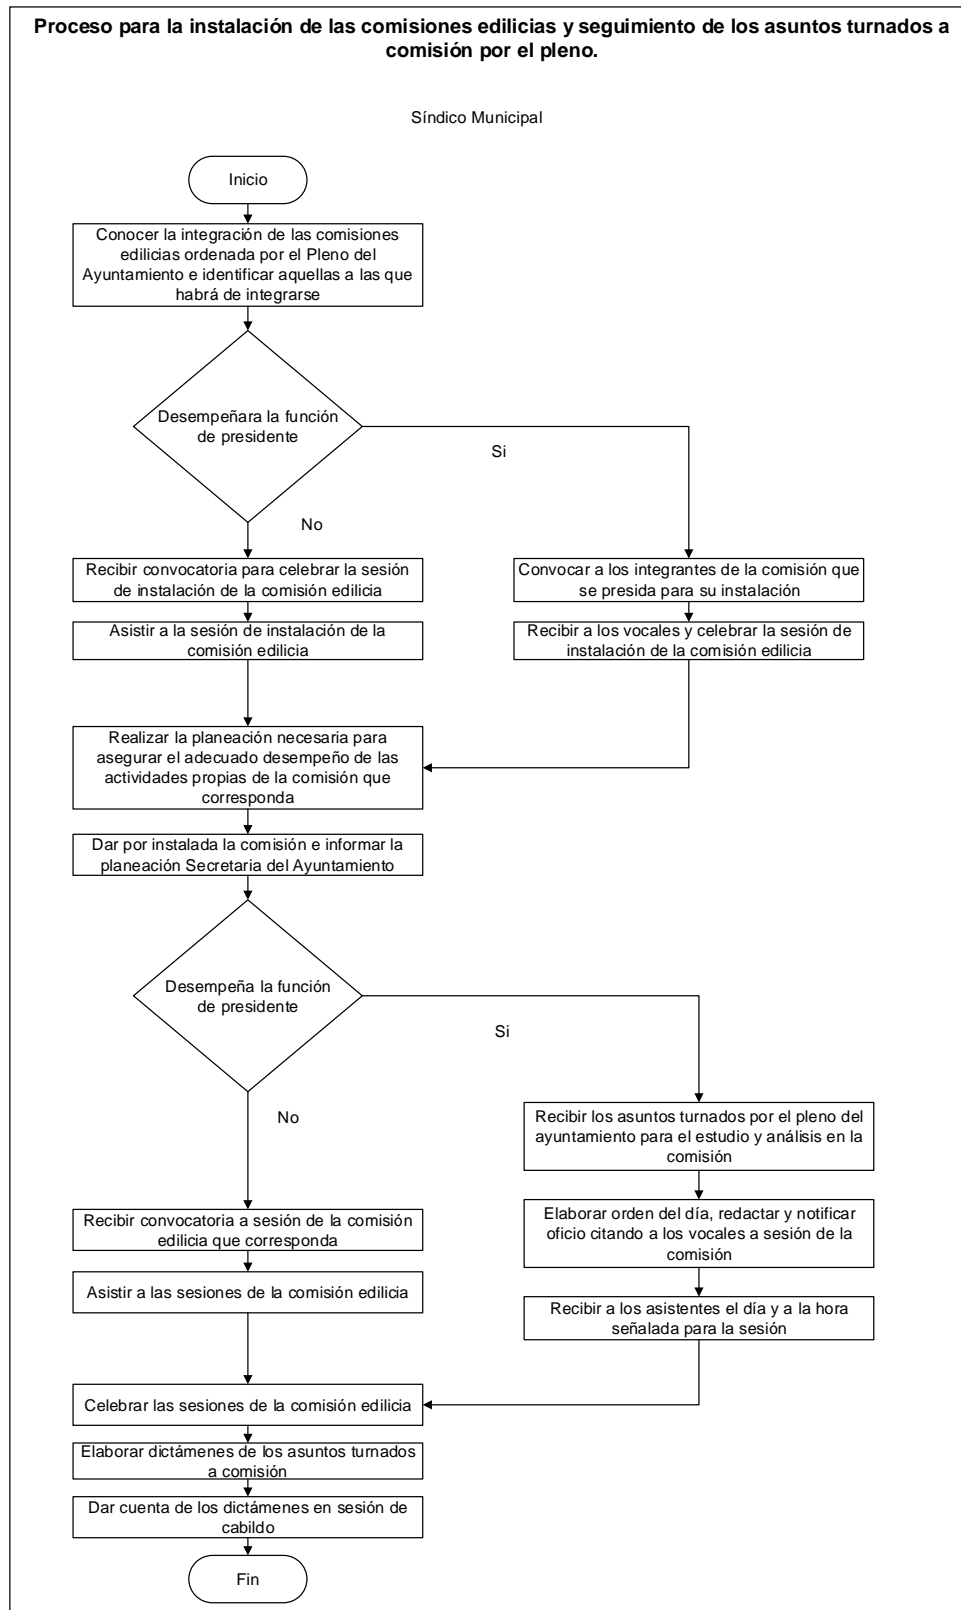 Proceso para la instalación de las comisiones edilicias y seguimiento de los asuntos turnados a
comisión por el pleno.
Síndico Municipal
Inicio
Conocer la integración de las comisiones
edilicias ordenada por el Pleno del
Ayuntamiento e identificar aquellas a las que
habrá de integrarse
Desempeñara la función
de presidente
Si
No
Recibir convocatoria para celebrar la sesión
de instalación de la comisión edilicia
Convocar a los integrantes de la comisión que
se presida para su instalación
Asistir a la sesión de instalación de la
comisión edilicia
Recibir a los vocales y celebrar la sesión de
instalación de la comisión edilicia
Realizar la planeación necesaria para
asegurar el adecuado desempeño de las
actividades propias de la comisión que
corresponda
Dar por instalada la comisión e informar la
planeación Secretaria del Ayuntamiento
Desempeña la función
de presidente
Si
No
Recibir los asuntos turnados por el pleno del
ayuntamiento para el estudio y análisis en la
comisión
Elaborar orden del día, redactar y notificar
oficio citando a los vocales a sesión de la
comisión
Recibir convocatoria a sesión de la comisión
edilicia que corresponda
Asistir a las sesiones de la comisión edilicia
Recibir a los asistentes el día y a la hora
señalada para la sesión
Celebrar las sesiones de la comisión edilicia
Elaborar dictámenes de los asuntos turnados
a comisión
Dar cuenta de los dictámenes en sesión de
cabildo
Fin